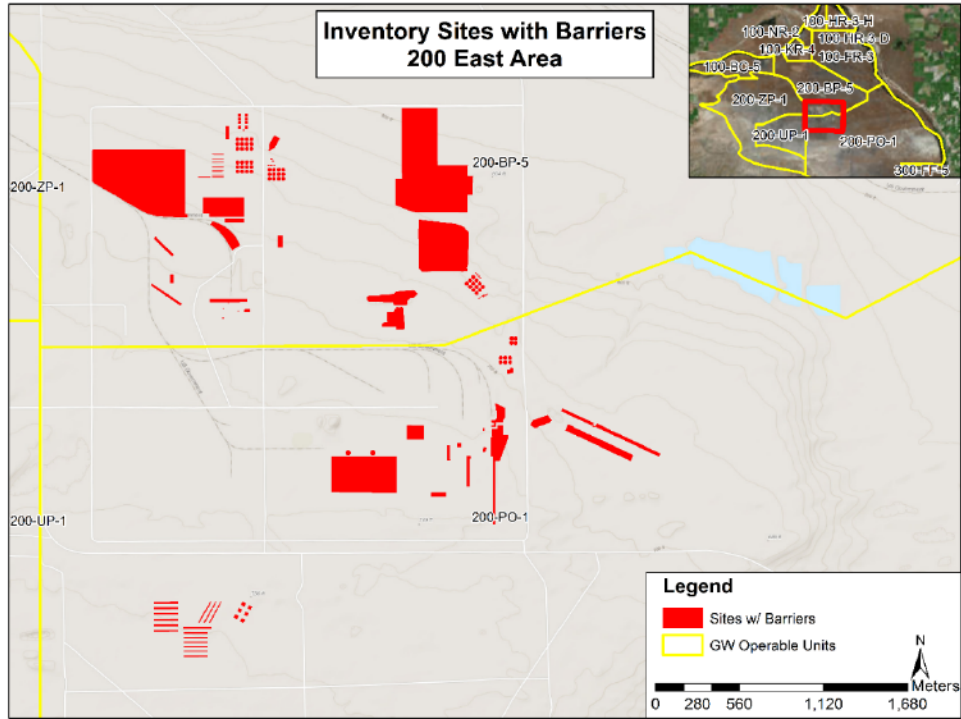 Inventory Sites with Barriers
200 East Area
100-HR-3-H
100-NR-2
100-HR-3-D
100-KR-4
100-FR-3
100-BC-5
200-BP-5
200-ZP-1
200-UP-1
200-PO-1
300-FF-5
200-BP-5
200-ZP-1
200-UP-1
200-PO-1
Legend
Sites w/ Barriers
GW Operable Units
N
Meters
0 280 560 1,120 1,680